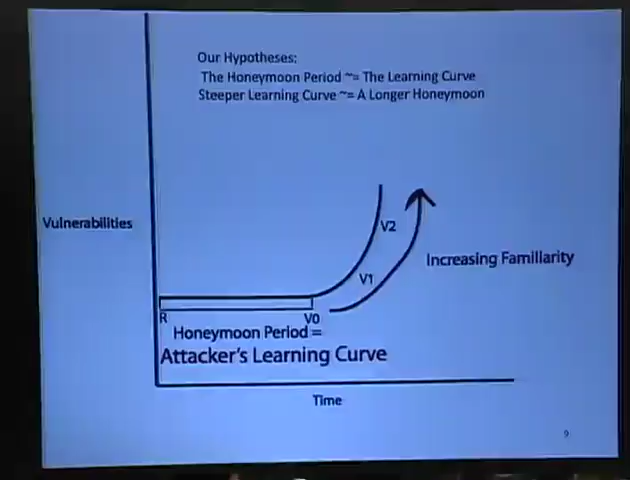 Our Hypotheses:
The Honeymoon Period ~= The Learning Curve
Steeper Learning Curve ~= A Longer Honeymoon
Vulnerabilities
V2
Increasing Familiarity
V1
R
V0
Honeymoon Period =
Attacker's Learning Curve
Time
9